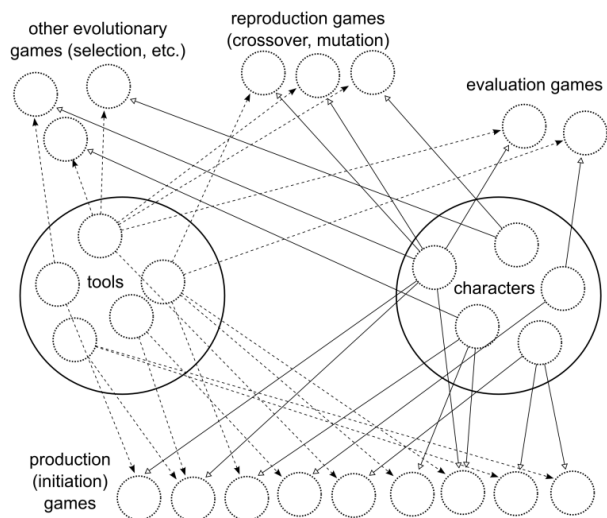 other evolutionary
games (selection, etc.)
reproduction games
(crossover, mutation)
evaluation games
tools
characters
production
(initiation)
games